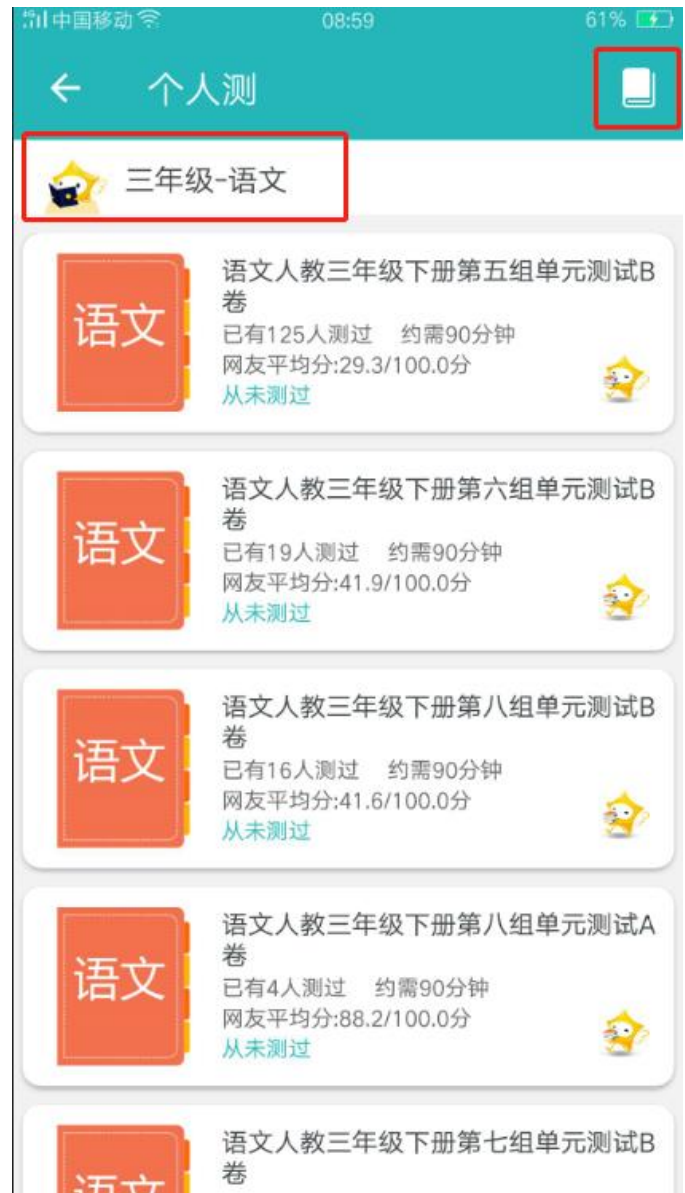 中国移动 08:59 61%
个人测
三年级-语文
语文
语文人教三年级下册第五组单元测试B
卷
已有125人测过 约需90分钟
网友平均分:29.3/100.0分
从未测过
语文
语文人教三年级下册第六组单元测试B
卷
已有19人测过 约需90分钟
网友平均分:41.9/100.0分
从未测过
语文
语文人教三年级下册第八组单元测试B
卷
已有16人测过 约需90分钟
网友平均分:41.6/100.0分
从未测过
语文
语文人教三年级下册第八组单元测试A
卷
已有4人测过 约需90分钟
网友平均分:88.2/100.0分
从未测过
语文
语文人教三年级下册第七组单元测试B
卷